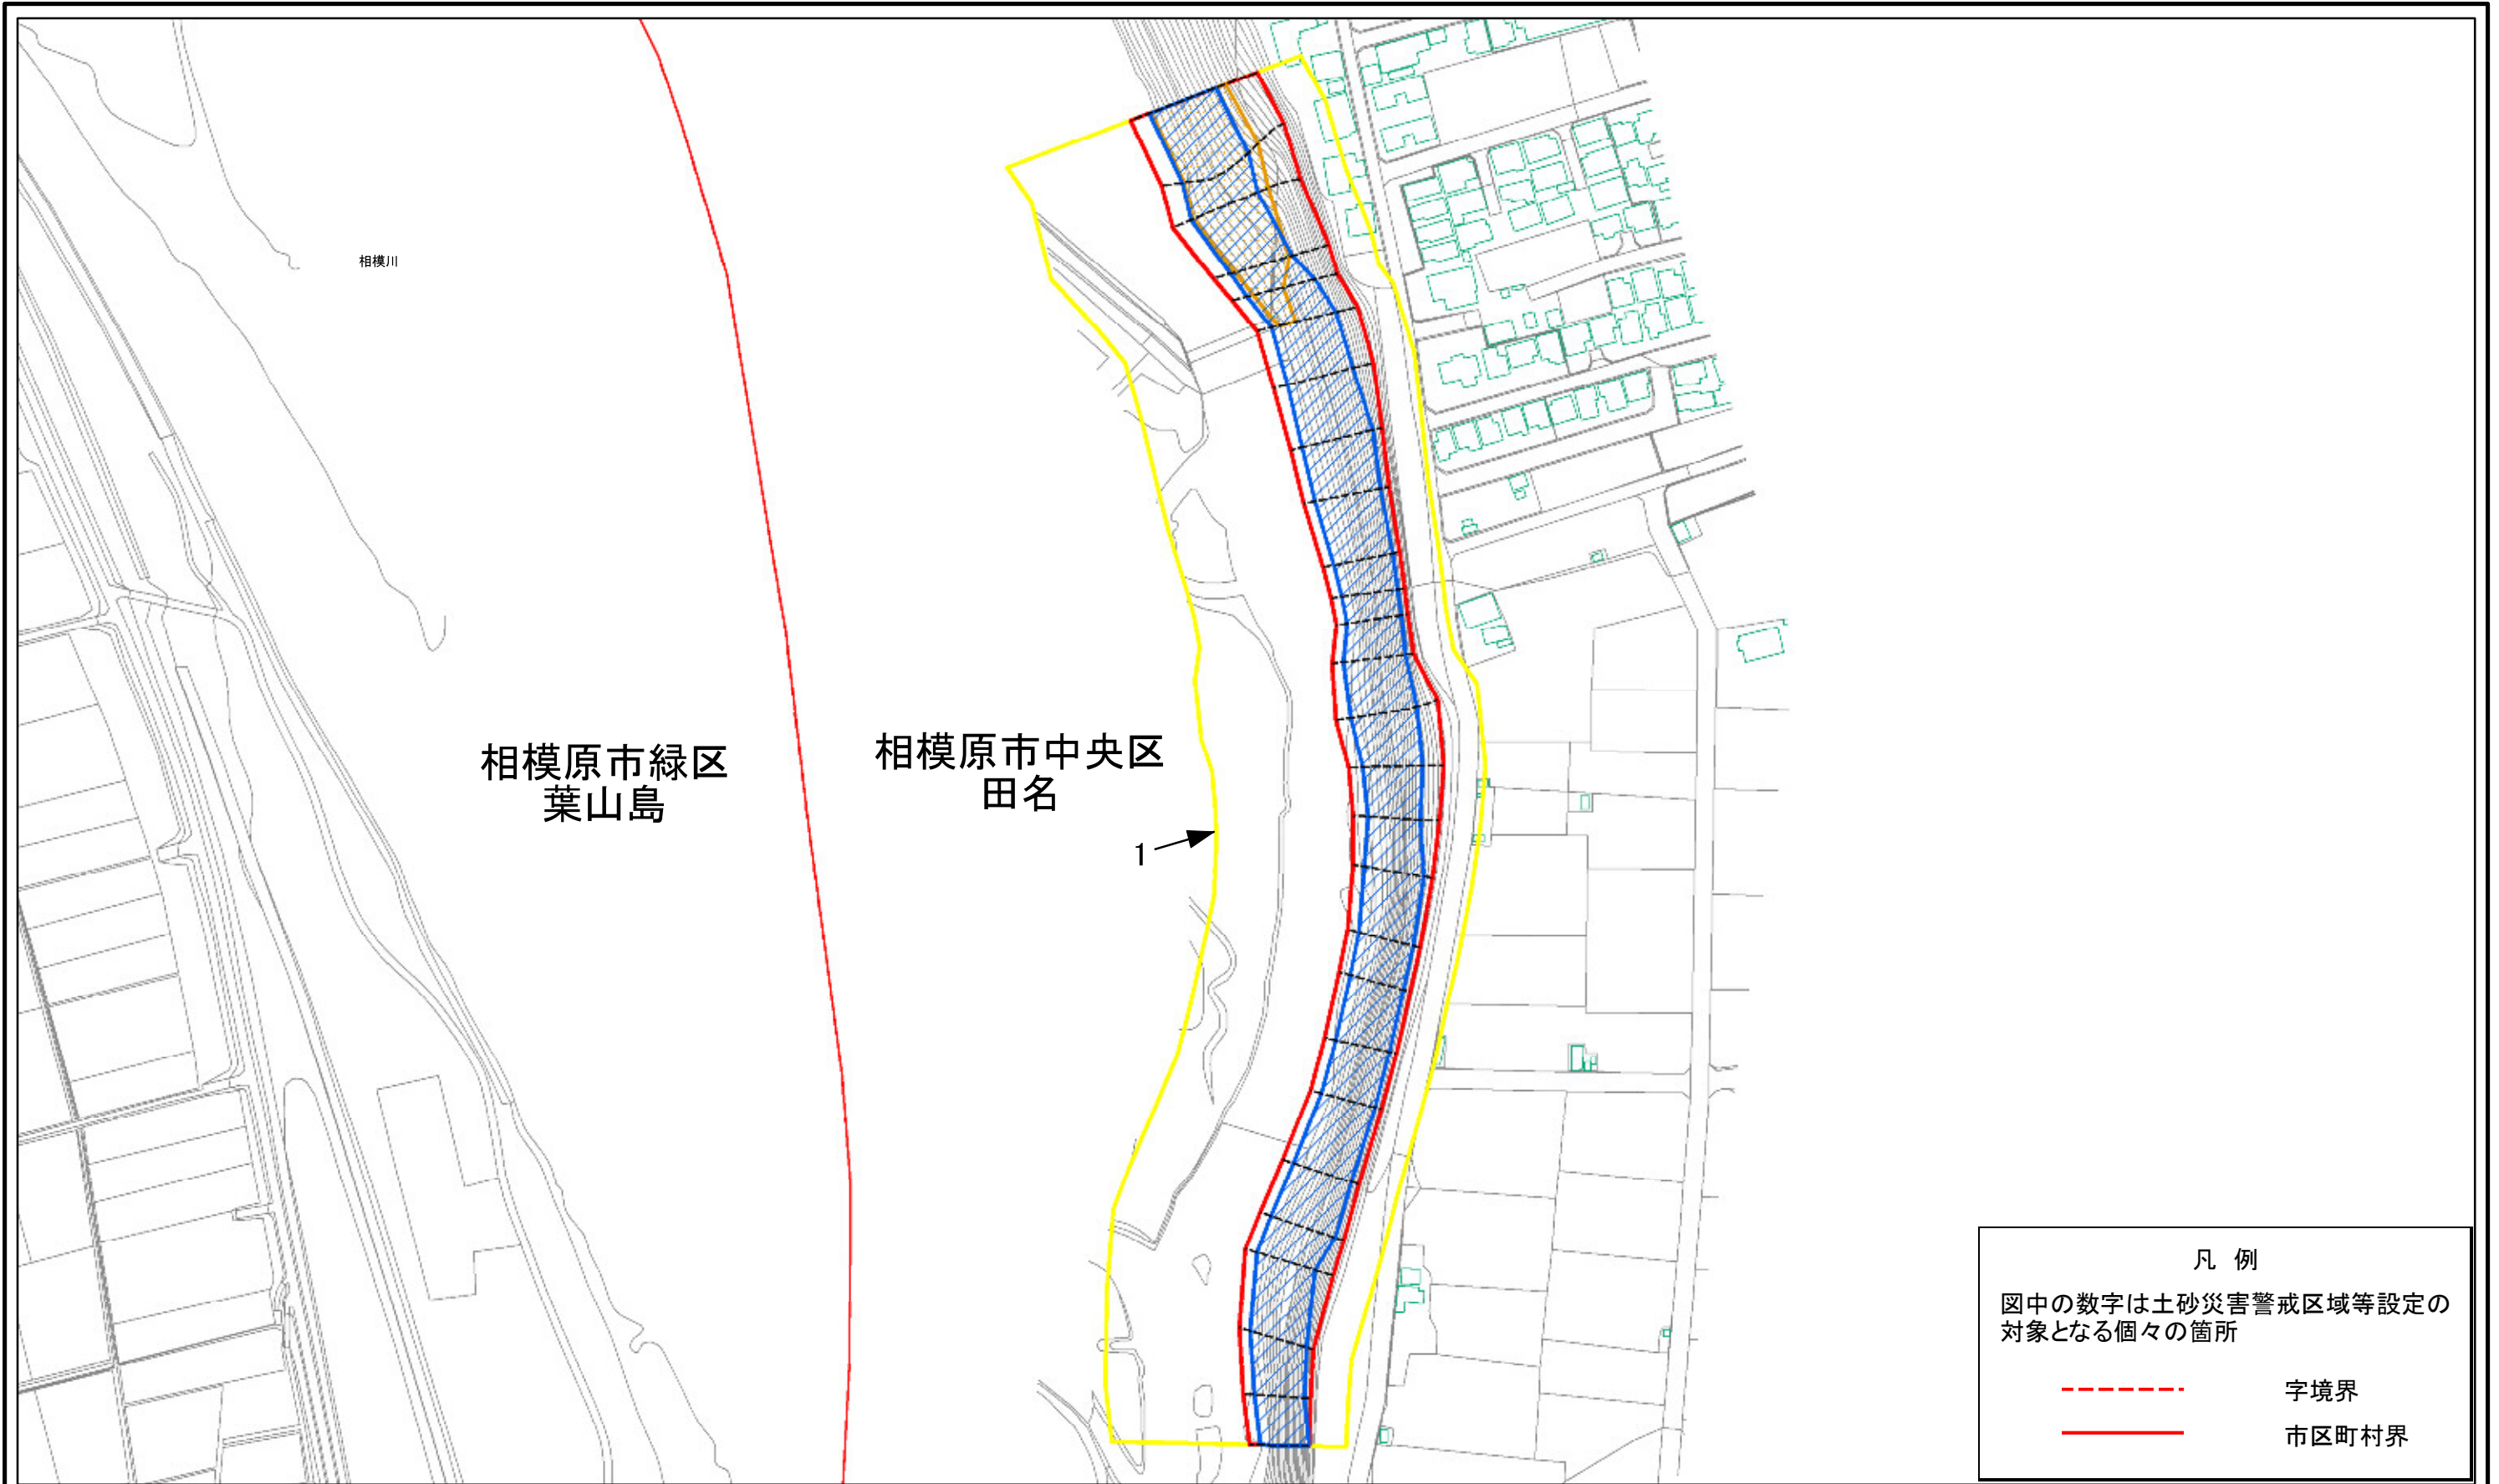 相模川
相模原市緑区
葉山島
相模原市中央区
田名
1
凡 例
図中の数字は土砂災害警戒区域等設定の
対象となる個々の箇所
字境界
市区町村界